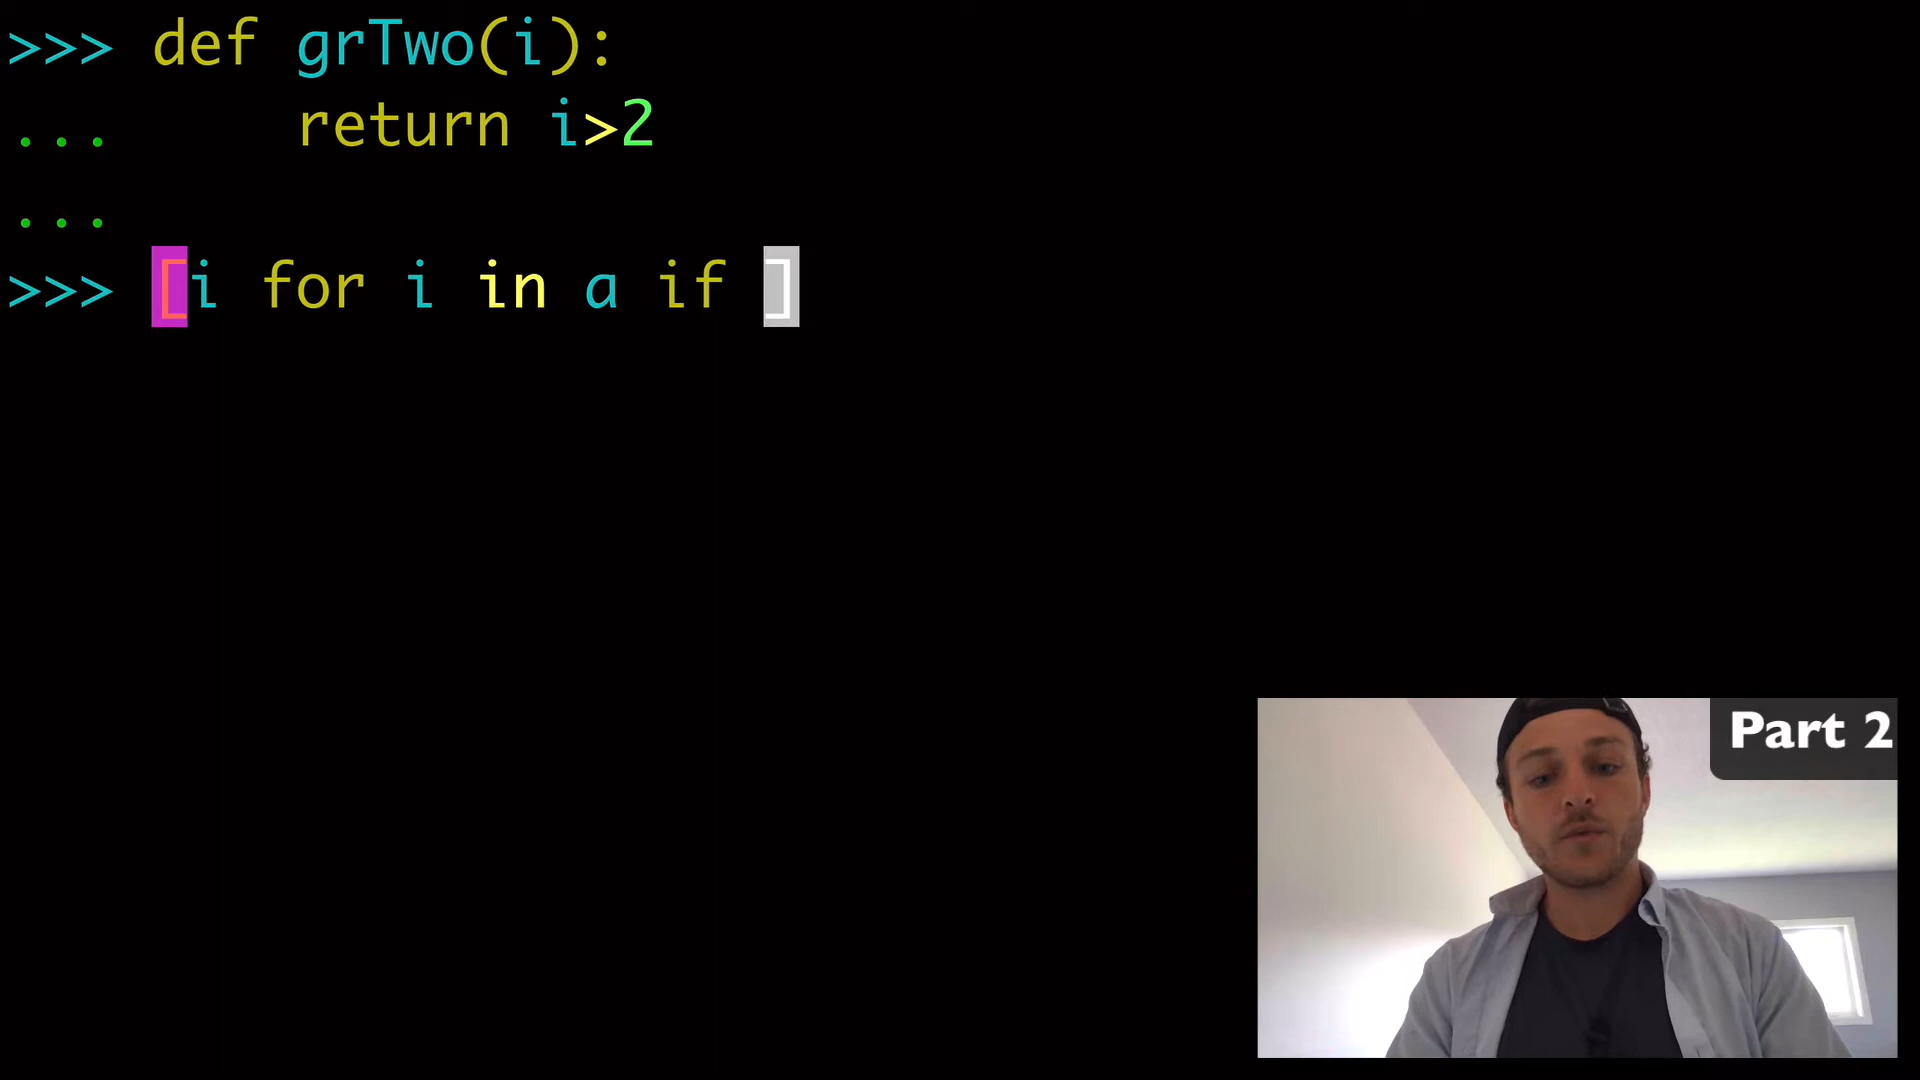 >>> def grTwo(i):
...     return i>2
...
>>> [i for i in a if ]
Part 2